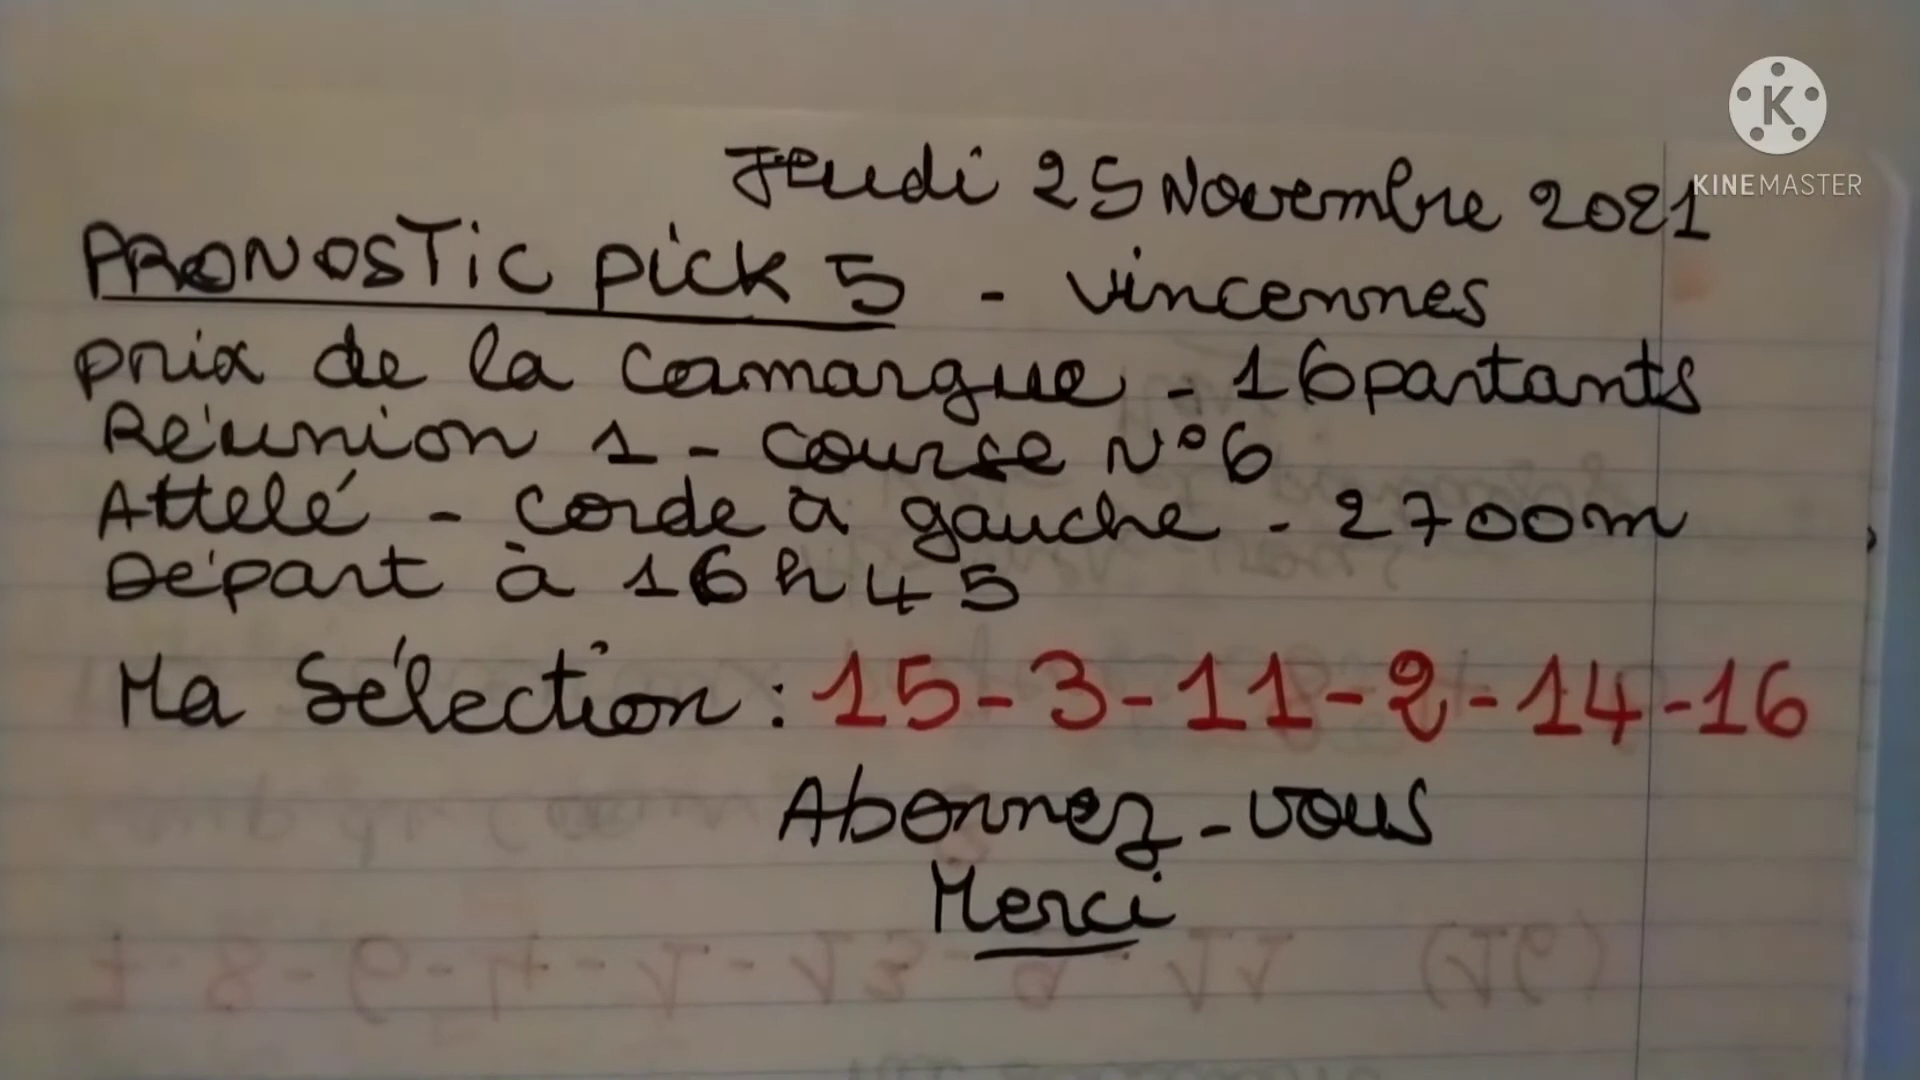 KINEMASTER
Jeudi 25 Novembre 2021
PRONOSTIC PICK 5 - Vincennes
prix de la Camargue - 16 partants
Réunion 1 - Course N°6
Attelé - Corde à gauche - 2700m
Départ à 16h45
Ma Sélection : 15-3-11-2-14-16
Abonnez-vous
Merci